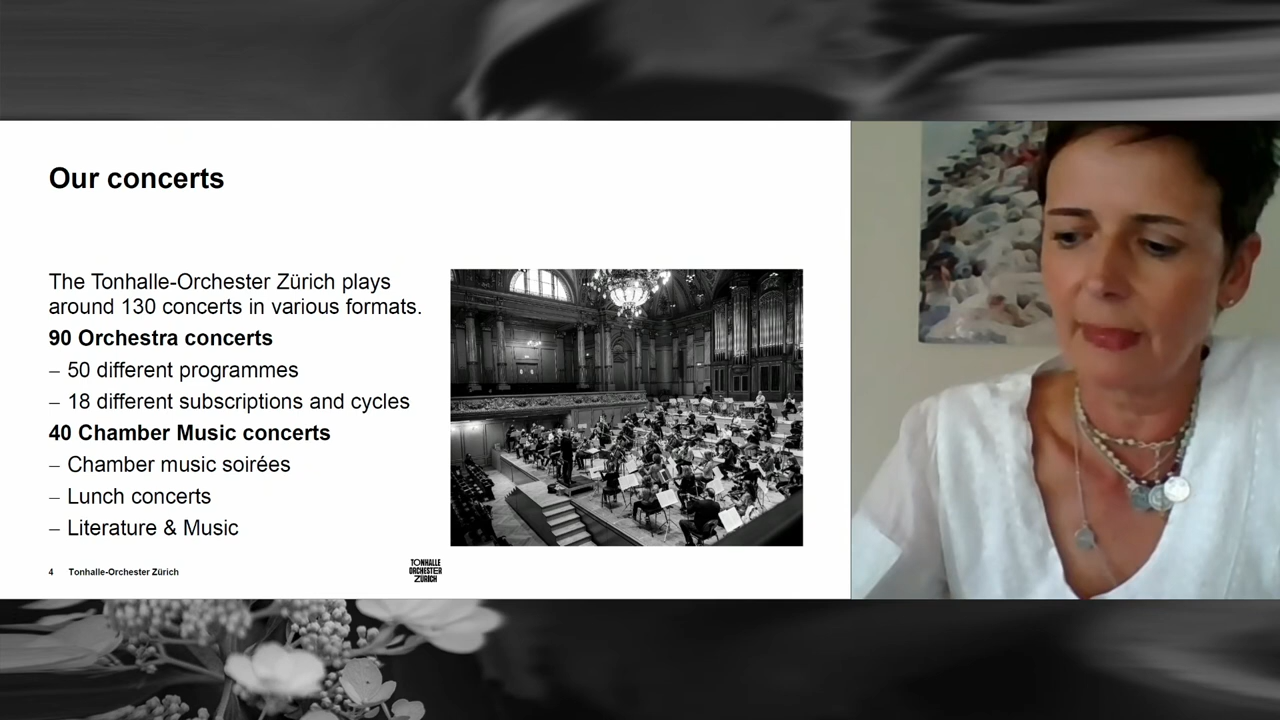 Our concerts
The Tonhalle-Orchester Zürich plays
around 130 concerts in various formats.
90 Orchestra concerts
– 50 different programmes
– 18 different subscriptions and cycles
40 Chamber Music concerts
– Chamber music soirées
– Lunch concerts
– Literature & Music
4 Tonhalle-Orchester Zürich
TONHALLE
ORCHESTER
ZÜRICH